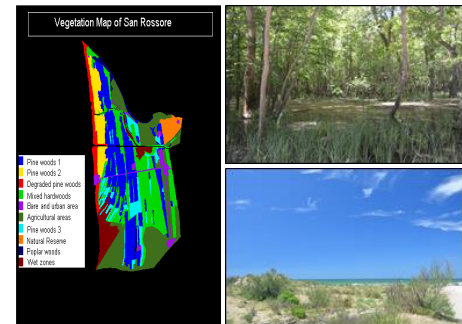 Vegetation Map of San Rossore
Pine woods 1
Pine woods 2
Degraded pine woods
Mixed hardwoods
Bare and urban area
Agricultural areas
Pine woods 3
Natural Reserve
Poplar woods
Wet zones